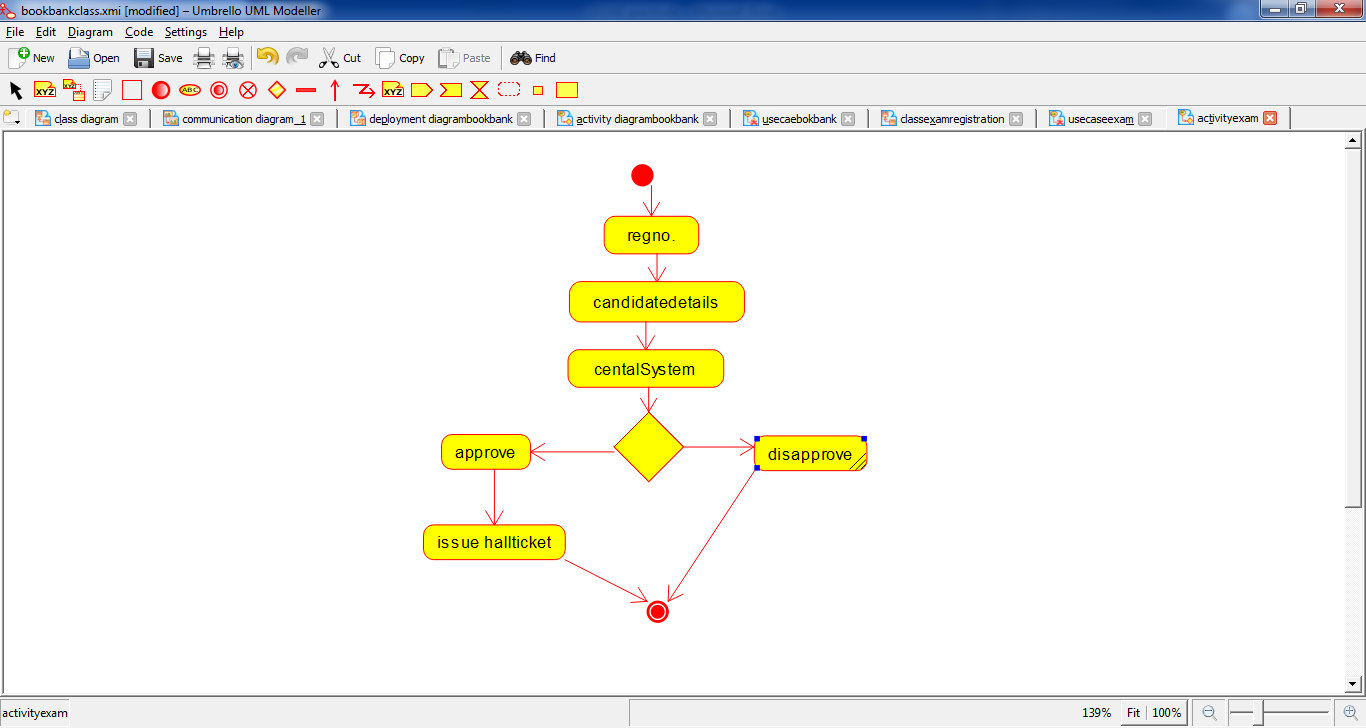 bookbankclass.xmi [modified] – Umbrello UML Modeller
File Edit Diagram Code Settings Help
New Open Save Cut Copy Paste Find
XYZ XYZ ABC XYZ
class diagram communication diagram_1 deployment diagrambookbank activity diagrambookbank usecaebokbank classexamregistration usecaseexam activityexam
regno.
candidatedetails
centalSystem
approve disapprove
issue hallticket
activityexam 139% Fit 100%